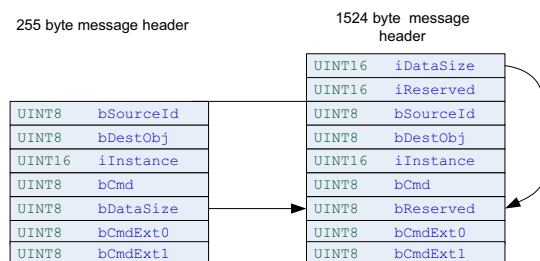 255 byte message header
1524 byte message
header
UINT16 iDataSize
UINT16 iReserved
UINT8 bSourceId
UINT8 bDestObj
UINT16 iInstance
UINT8 bCmd
UINT8 bDataSize
UINT8 bCmdExt0
UINT8 bCmdExt1
UINT8 bSourceId
UINT8 bDestObj
UINT16 iInstance
UINT8 bCmd
UINT8 bReserved
UINT8 bCmdExt0
UINT8 bCmdExt1